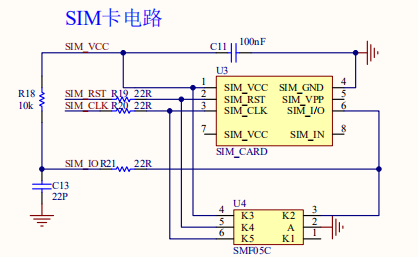 SIM卡电路
SIM_VCC C11 100nF
U3
1 SIM_VCC SIM_GND 4
R18 SIM_RST R19 22R 2 SIM_RST SIM_VPP 5
10k SIM_CLK R20 22R 3 SIM_CLK SIM_I/O 6
7 SIM_VCC SIM_IN 8
SIM_CARD
SIM_IO R21 22R
C13
22P
U4
4 K3 K2 3
5 K4 A 2
6 K5 K1 1
SMF05C